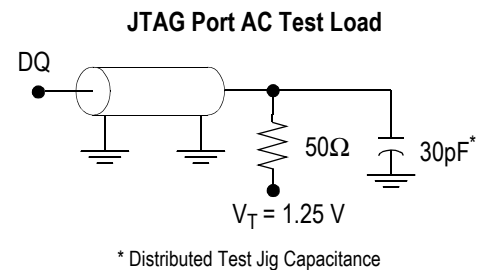 JTAG Port AC Test Load
DQ
50Ω
30pF*
V_T = 1.25 V
* Distributed Test Jig Capacitance